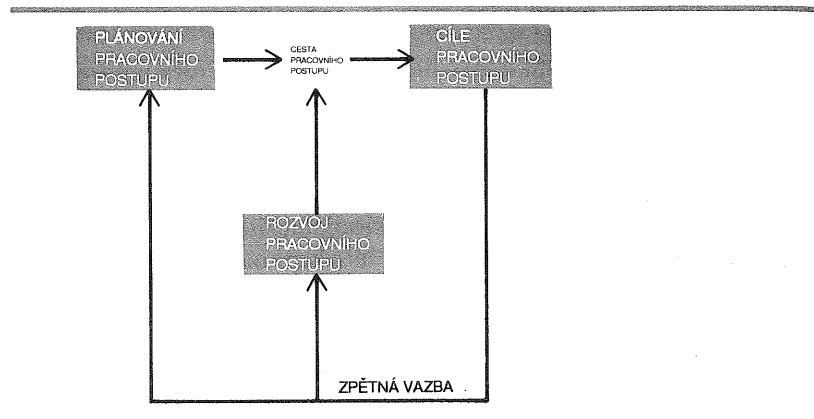 PLÁNOVÁNÍ
PRACOVNÍHO
POSTUPU
CESTA
PRACOVNÍHO
POSTUPU
CÍLE
PRACOVNÍHO
POSTUPU
ROZVOJ
PRACOVNÍHO
POSTUPU
ZPĚTNÁ VAZBA